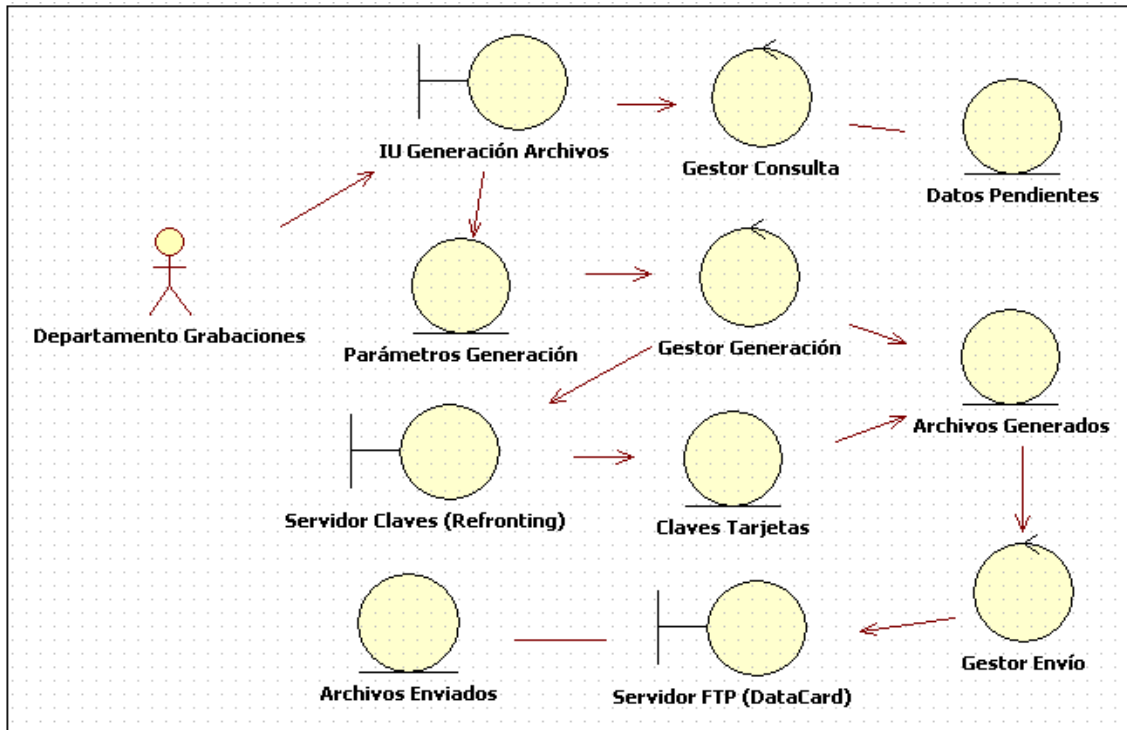 IU Generación Archivos
Gestor Consulta
Datos Pendientes
Departamento Grabaciones
Parámetros Generación
Gestor Generación
Archivos Generados
Servidor Claves (Refronting)
Claves Tarjetas
Gestor Envío
Archivos Enviados
Servidor FTP (DataCard)